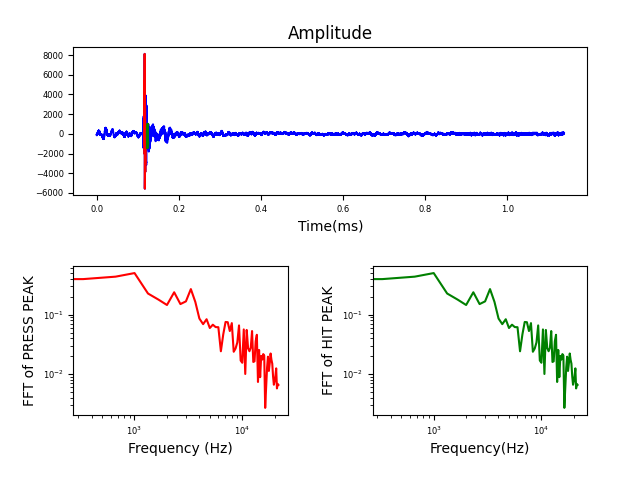 Amplitude
8000
6000
4000
2000
0
−2000
−4000
−6000
0.0 0.2 0.4 0.6 0.8 1.0
Time(ms)
FFT of PRESS PEAK
10⁻¹
10⁻²
10³ 10⁴
Frequency (Hz)
FFT of HIT PEAK
10⁻¹
10⁻²
10³ 10⁴
Frequency(Hz)